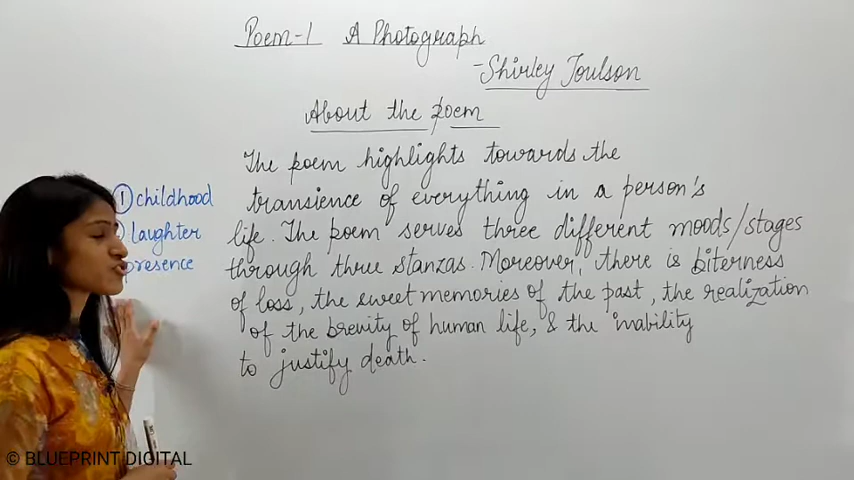 Poem-1 A Photograph
-Shirley Toulson
About the poem
The poem highlights towards the
transience of everything in a person's
life. The poem serves three different moods/stages
through three stanzas. Moreover, there is biterness
of loss, the sweet memories of the past, the realization
of the brevity of human life, & the inability
to justify death.
① childhood
laughter
presence
© BLUEPRINT DIGITAL